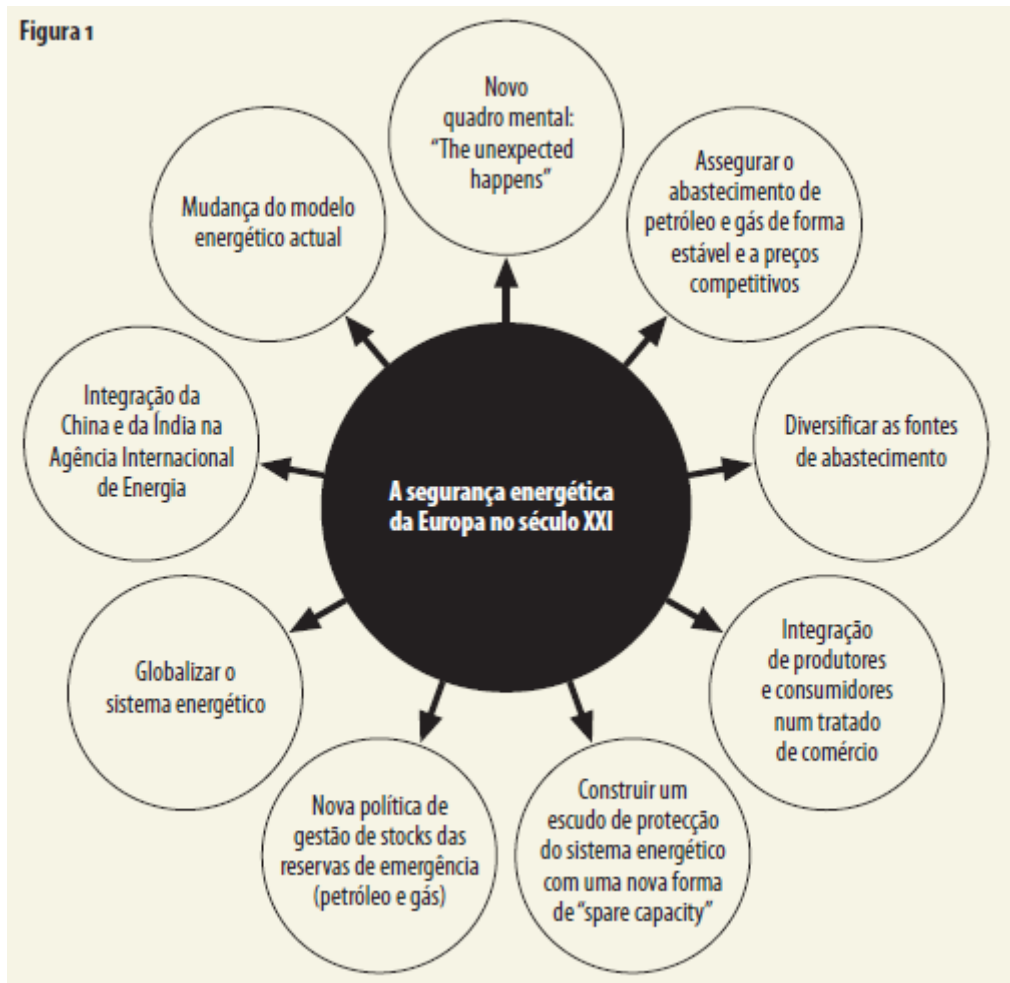 Figura 1
Novo
quadro mental:
“The unexpected
happens”
Assegurar o
abastecimento de
petróleo e gás de forma
estável e a preços
competitivos
Diversificar as fontes
de abastecimento
Integração
de produtores
e consumidores
num tratado
de comércio
Construir um
escudo de protecção
do sistema energético
com uma nova forma
de “spare capacity”
Nova política de
gestão de stocks das
reservas de emergência
(petróleo e gás)
Globalizar o
sistema energético
Integração da
China e da Índia na
Agência Internacional
de Energia
Mudança do modelo
energético actual
A segurança energética
da Europa no século XXI